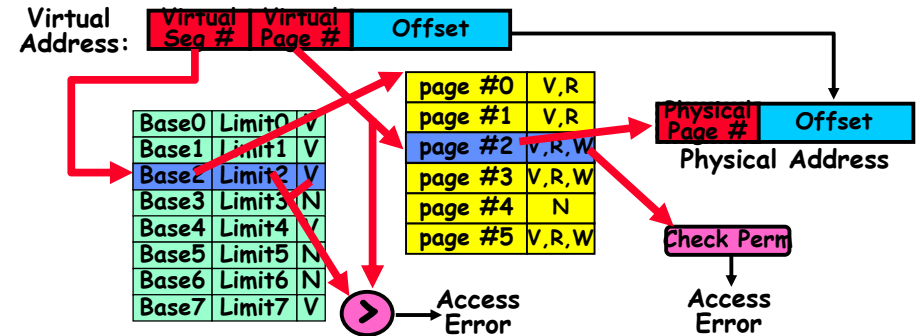 Virtual Address:
Virtual Seg #
Virtual Page #
Offset
Base0 Limit0 V
Base1 Limit1 V
Base2 Limit2 V
Base3 Limit3 N
Base4 Limit4 V
Base5 Limit5 N
Base6 Limit6 N
Base7 Limit7 V
page #0 V,R
page #1 V,R
page #2 V,R,W
page #3 V,R,W
page #4 N
page #5 V,R,W
Physical Page #
Offset
Physical Address
>
Access
Error
Check Perm
Access
Error